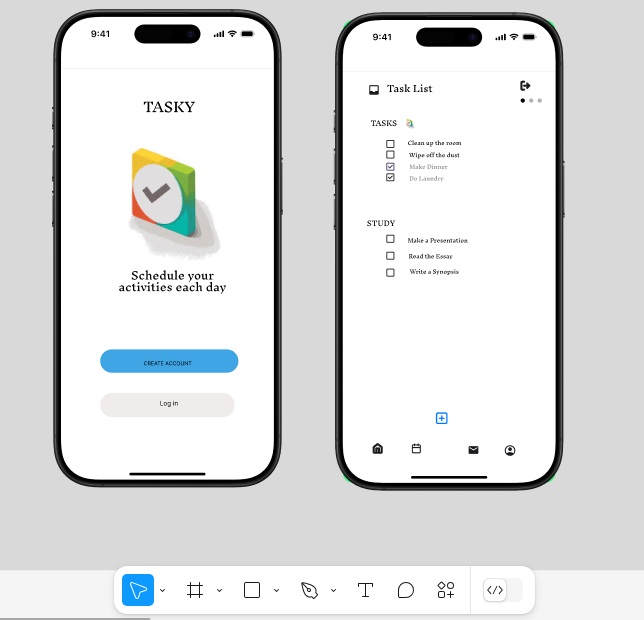 9:41
TASKY
Schedule your
activities each day
CREATE ACCOUNT
Log in
9:41
Task List
TASKS
Clean up the room
Wipe off the dust
Make Dinner
Do Laundry
STUDY
Make a Presentation
Read the Essay
Write a Synopsis